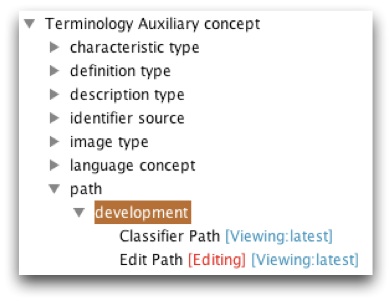 Terminology Auxiliary concept
characteristic type
definition type
description type
identifier source
image type
language concept
path
development
Classifier Path [Viewing:latest]
Edit Path [Editing] [Viewing:latest]